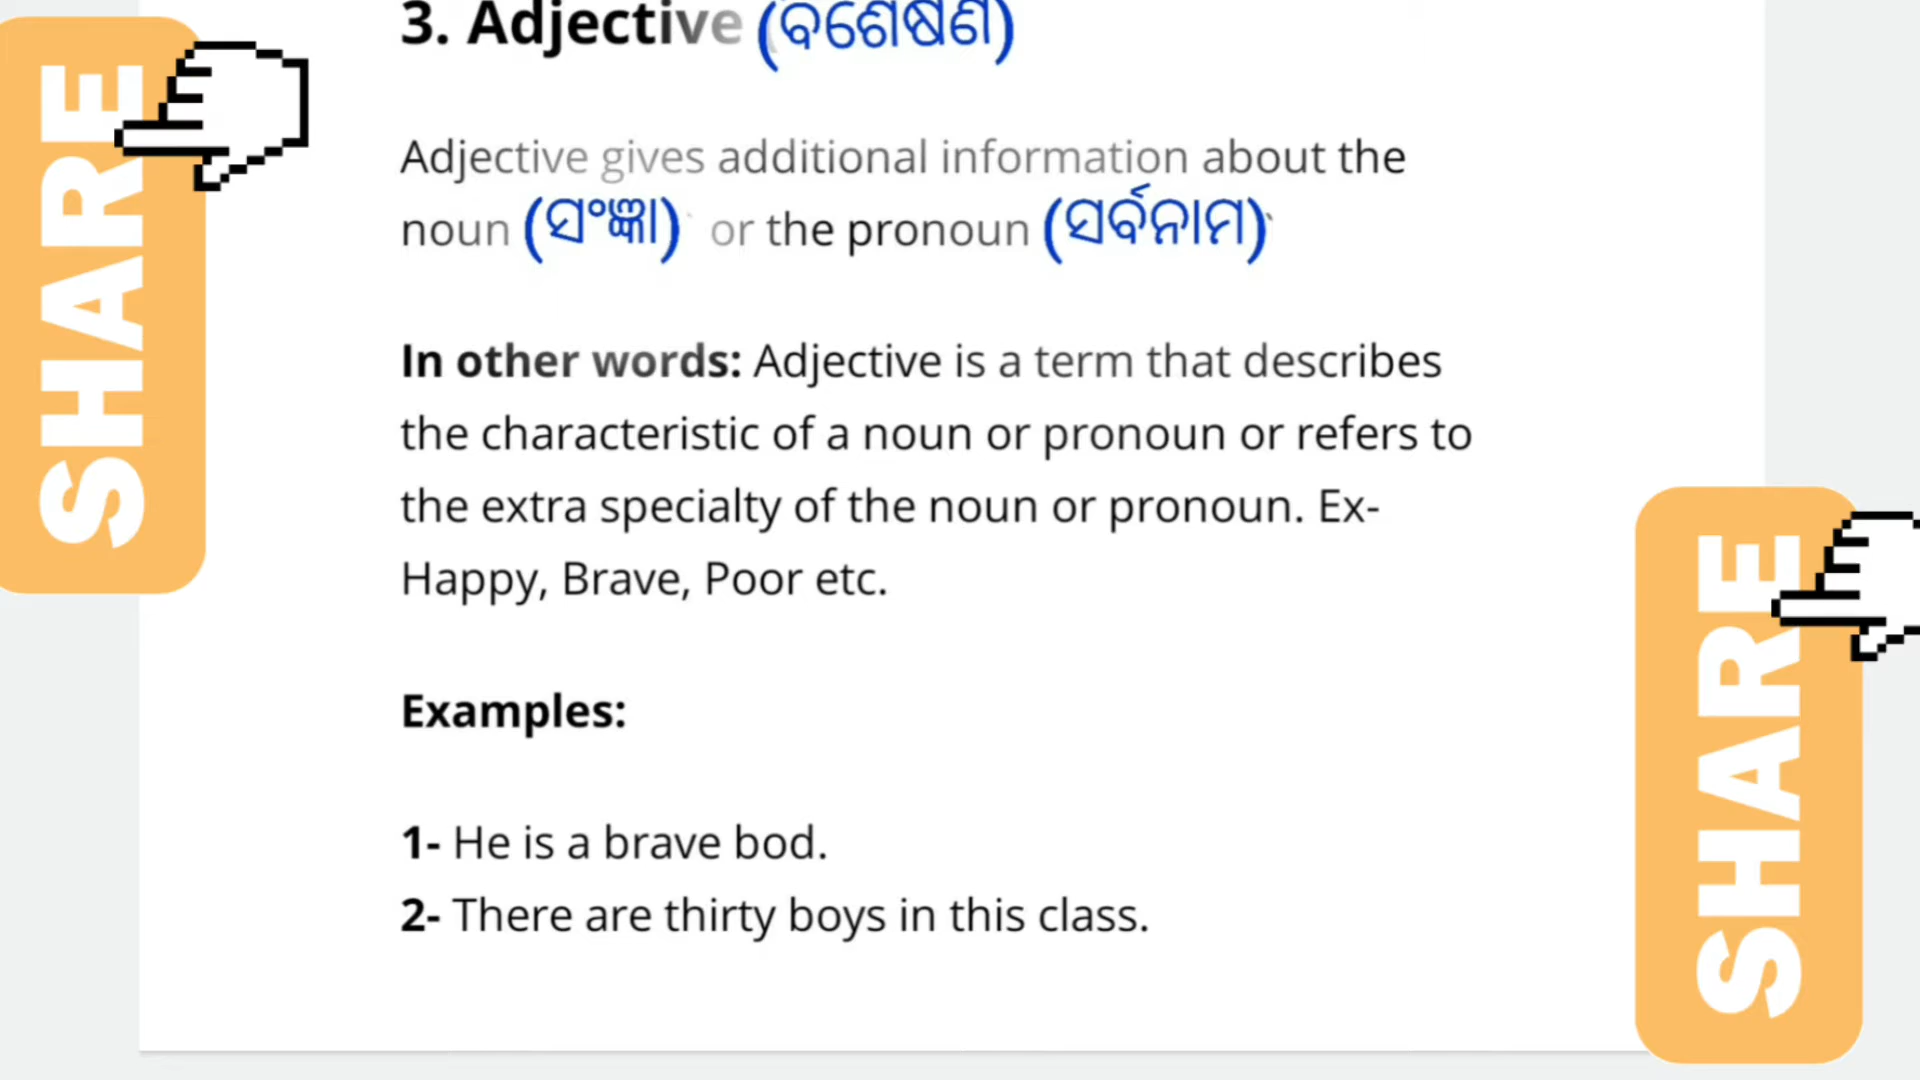 3. Adjective (ବିଶେଷଣ)
Adjective gives additional information about the
noun (ସଂଜ୍ଞା) or the pronoun (ସର୍ବନାମ)
In other words: Adjective is a term that describes
the characteristic of a noun or pronoun or refers to
the extra specialty of the noun or pronoun. Ex-
Happy, Brave, Poor etc.
Examples:
1- He is a brave bod.
2- There are thirty boys in this class.
SHARE
SHARE